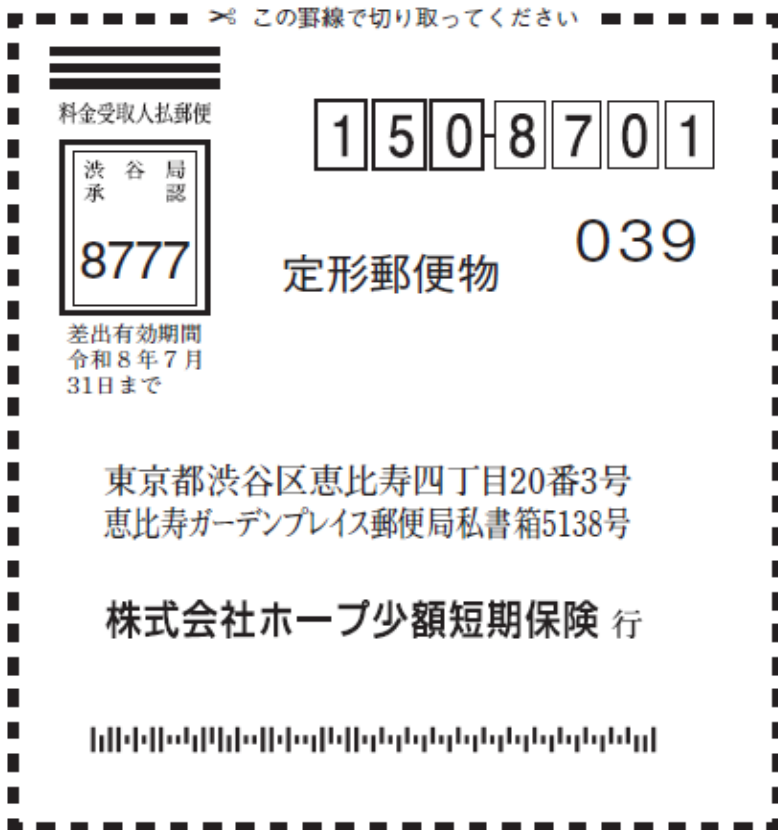 この罫線で切り取ってください
料金受取人払郵便
150-8701
渋谷局
承認
8777
039
定形郵便物
差出有効期間
令和8年7月
31日まで
東京都渋谷区恵比寿四丁目20番3号
恵比寿ガーデンプレイス郵便局私書箱5138号
株式会社ホープ少額短期保険 行